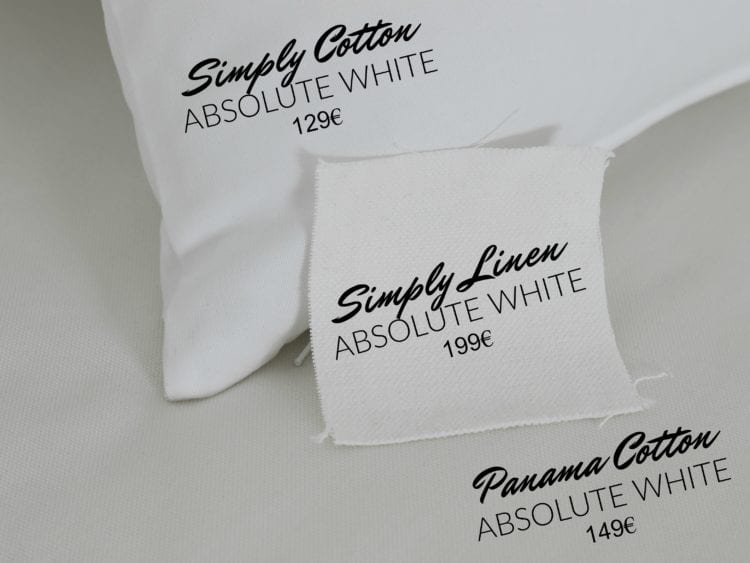 Simply Cotton
ABSOLUTE WHITE
129€
Simply Linen
ABSOLUTE WHITE
199€
Panama Cotton
ABSOLUTE WHITE
149€